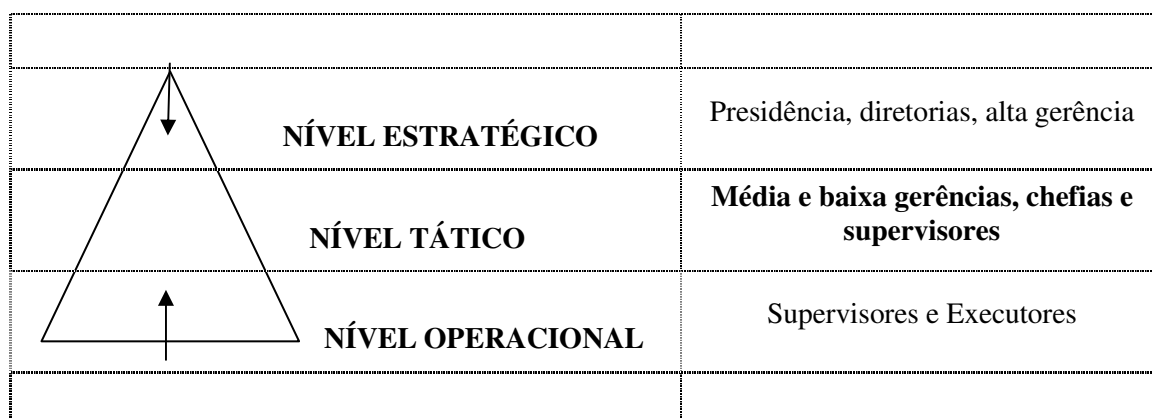 NÍVEL ESTRATÉGICO
Presidência, diretorias, alta gerência
NÍVEL TÁTICO
Média e baixa gerências, chefias e
supervisores
NÍVEL OPERACIONAL
Supervisores e Executores